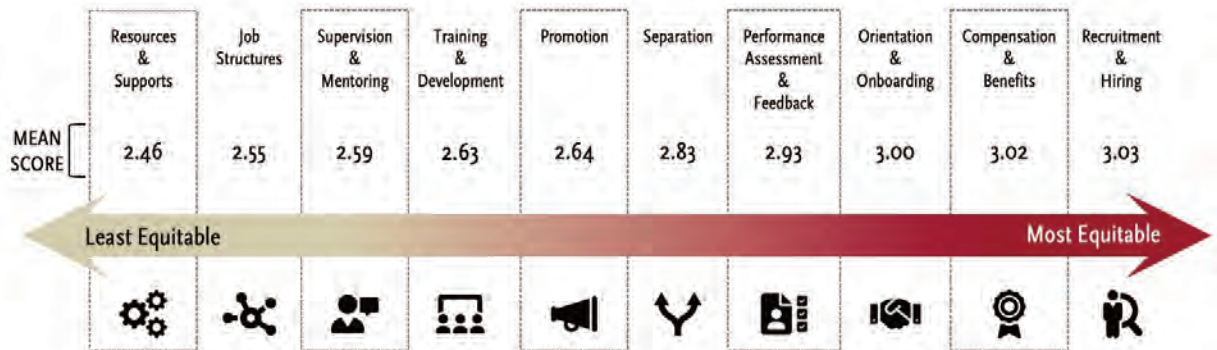 Resources
&
Supports
Job
Structures
Supervision
&
Mentoring
Training
&
Development
Promotion
Separation
Performance
Assessment
&
Feedback
Orientation
&
Onboarding
Compensation
&
Benefits
Recruitment
&
Hiring
MEAN
SCORE
2.46
2.55
2.59
2.63
2.64
2.83
2.93
3.00
3.02
3.03
Least Equitable
Most Equitable